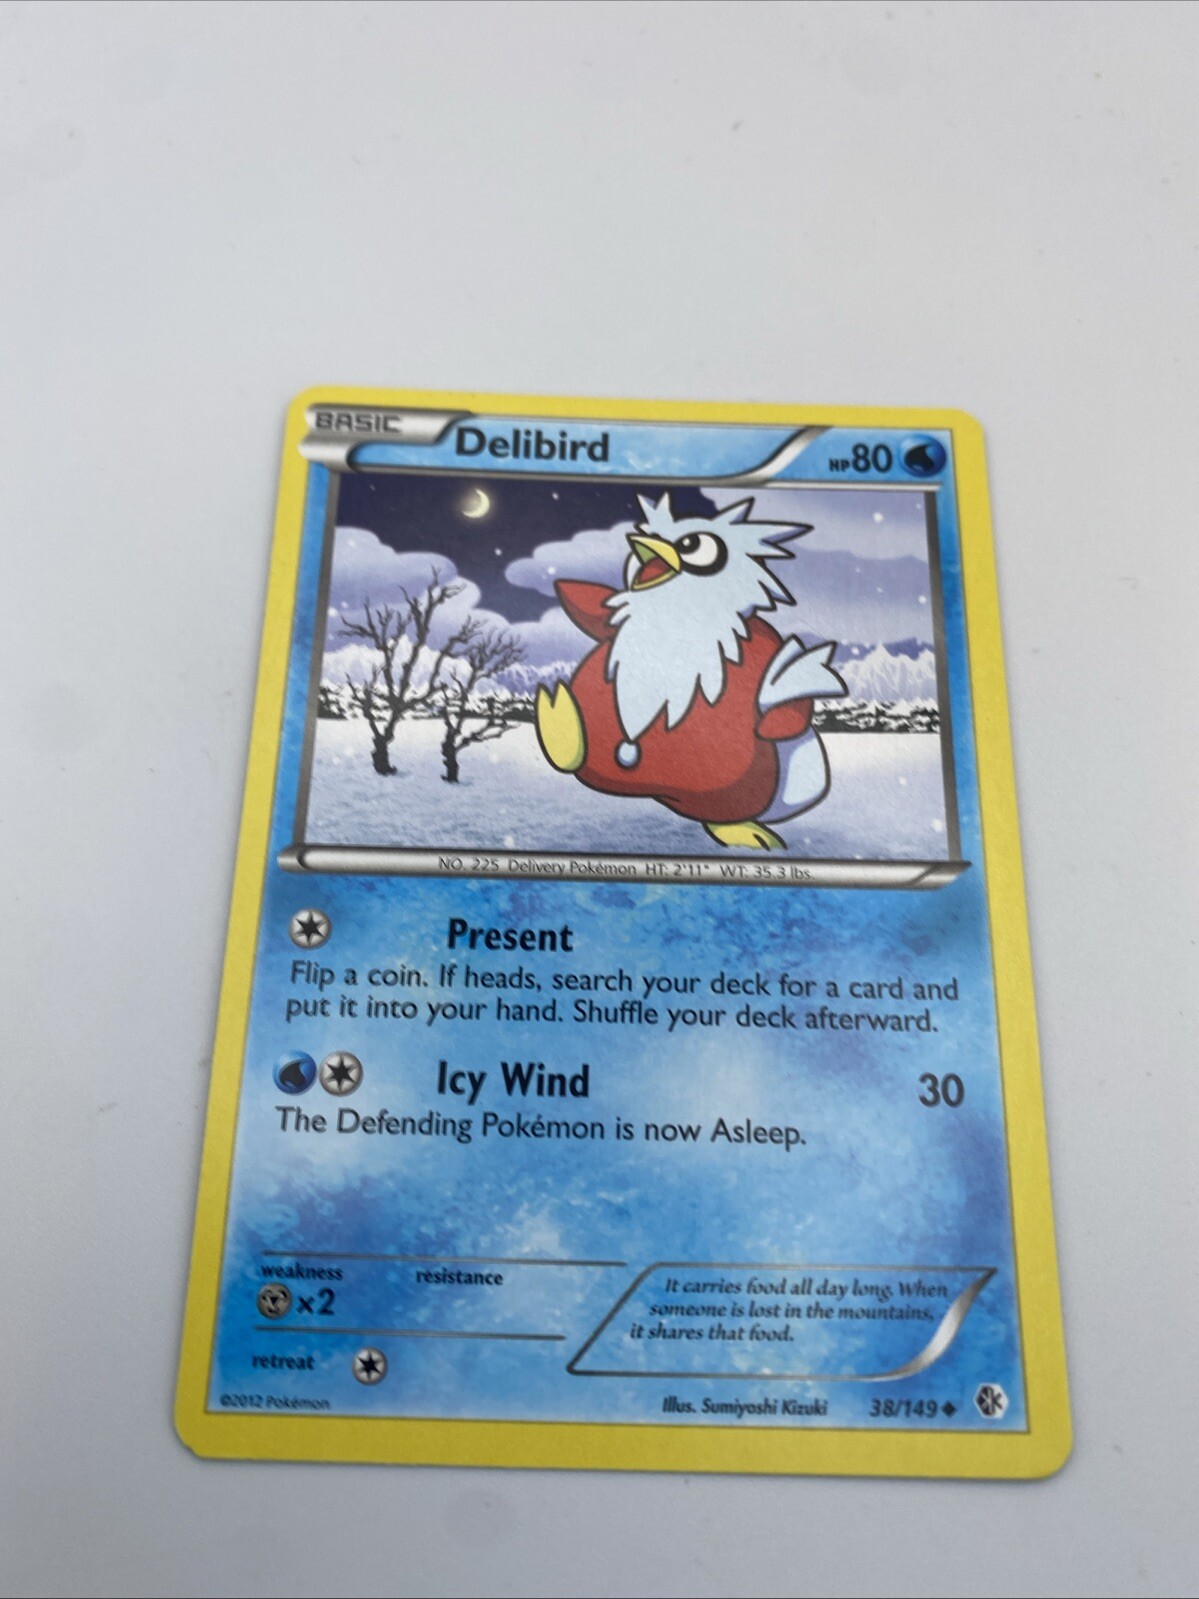 BASIC Delibird HP80
NO. 225 Delivery Pokémon HT: 2'11" WT: 35.3 lbs.
Present
Flip a coin. If heads, search your deck for a card and
put it into your hand. Shuffle your deck afterward.
Icy Wind 30
The Defending Pokémon is now Asleep.
weakness resistance
x2
retreat
It carries food all day long. When
someone is lost in the mountains,
it shares that food.
©2012 Pokémon Illus. Sumiyoshi Kizuki 38/149